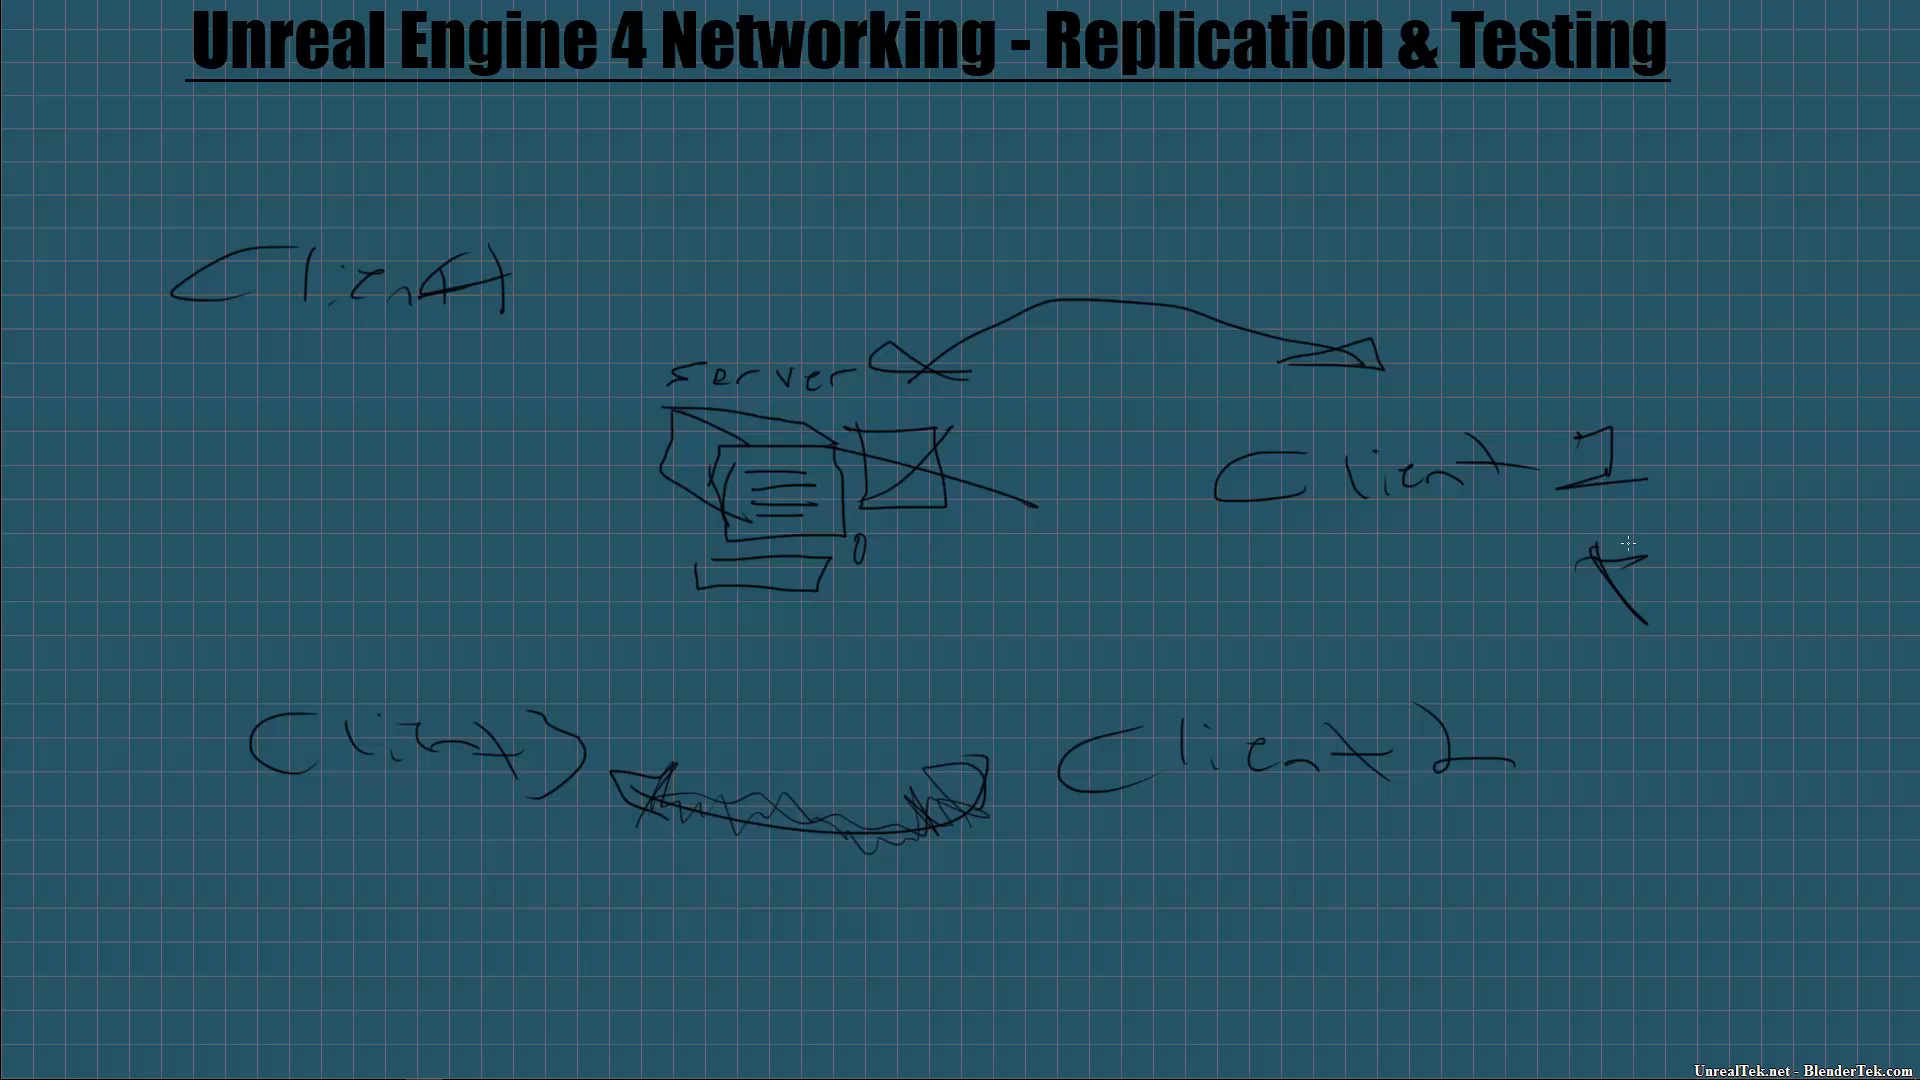 Unreal Engine 4 Networking - Replication & Testing
Client 4
server
Client 1
Client 3
Client 2
UnrealTek.net - BlenderTek.com